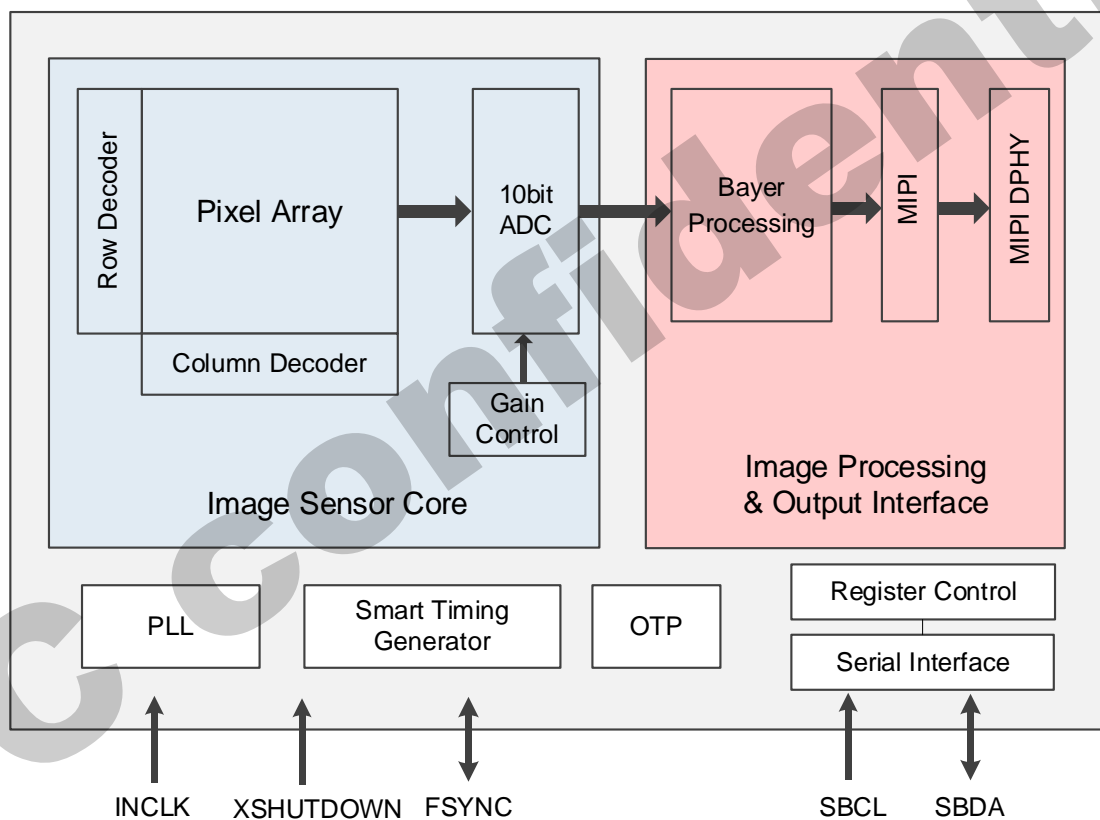 Row Decoder
Pixel Array
Column Decoder
10bit
ADC
Gain
Control
Image Sensor Core
Bayer
Processing
MIPI
MIPI DPHY
Image Processing
& Output Interface
PLL
Smart Timing
Generator
OTP
Register Control
Serial Interface
INCLK
XSHUTDOWN
FSYNC
SBCL
SBDA
C confident